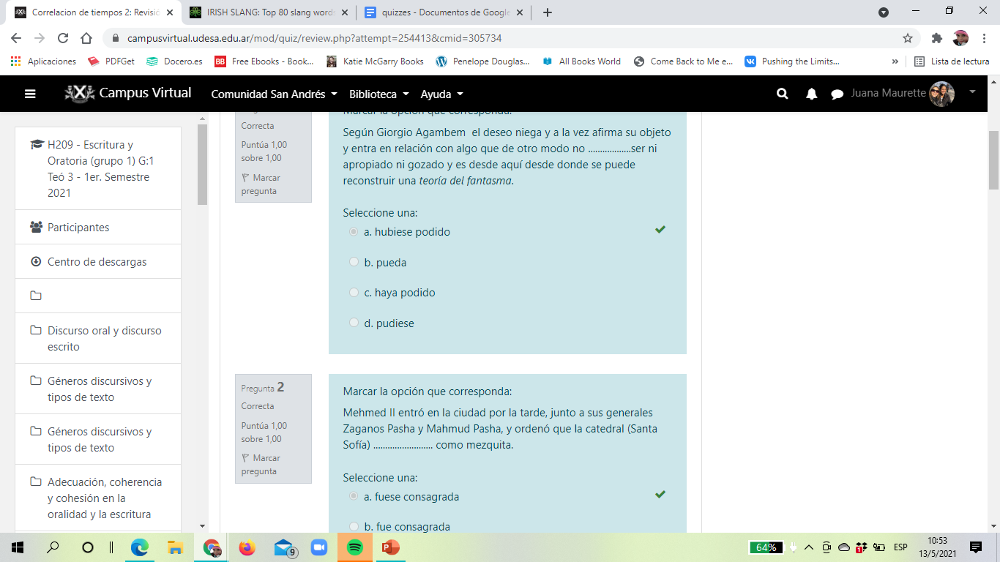 Correlacion de tiempos 2: Revisió
IRISH SLANG: Top 80 slang words
quizzes - Documentos de Google
campusvirtual.udesa.edu.ar/mod/quiz/review.php?attempt=254413&cmid=305734
Aplicaciones
PDFGet
Docero.es
BB
Free Ebooks - Book...
Katie McGarry Books
Penelope Douglas...
All Books World
Come Back to Me e...
Pushing the Limits...
»
Lista de lectura
Campus Virtual
Comunidad San Andrés
Biblioteca
Ayuda
Juana Maurette
H209 - Escritura y
Oratoria (grupo 1) G:1
Teó 3 - 1er. Semestre
2021
Participantes
Centro de descargas
Discurso oral y discurso
escrito
Géneros discursivos y
tipos de texto
Géneros discursivos y
tipos de texto
Adecuación, coherencia
y cohesión en la
oralidad y la escritura
Correcta
Puntúa 1,00
sobre 1,00
Marcar
pregunta
Marcar la opción que corresponda:
Según Giorgio Agambem el deseo niega y a la vez afirma su objeto
y entra en relación con algo que de otro modo no ..................ser ni
apropiado ni gozado y es desde aquí desde donde se puede
reconstruir una teoría del fantasma.
Seleccione una:
a. hubiese podido
b. pueda
c. haya podido
d. pudiese
Pregunta 2
Correcta
Puntúa 1,00
sobre 1,00
Marcar
pregunta
Marcar la opción que corresponda:
Mehmed II entró en la ciudad por la tarde, junto a sus generales
Zaganos Pasha y Mahmud Pasha, y ordenó que la catedral (Santa
Sofía) ......................... como mezquita.
Seleccione una:
a. fuese consagrada
b. fue consagrada
9
64%
ESP
10:53
13/5/2021